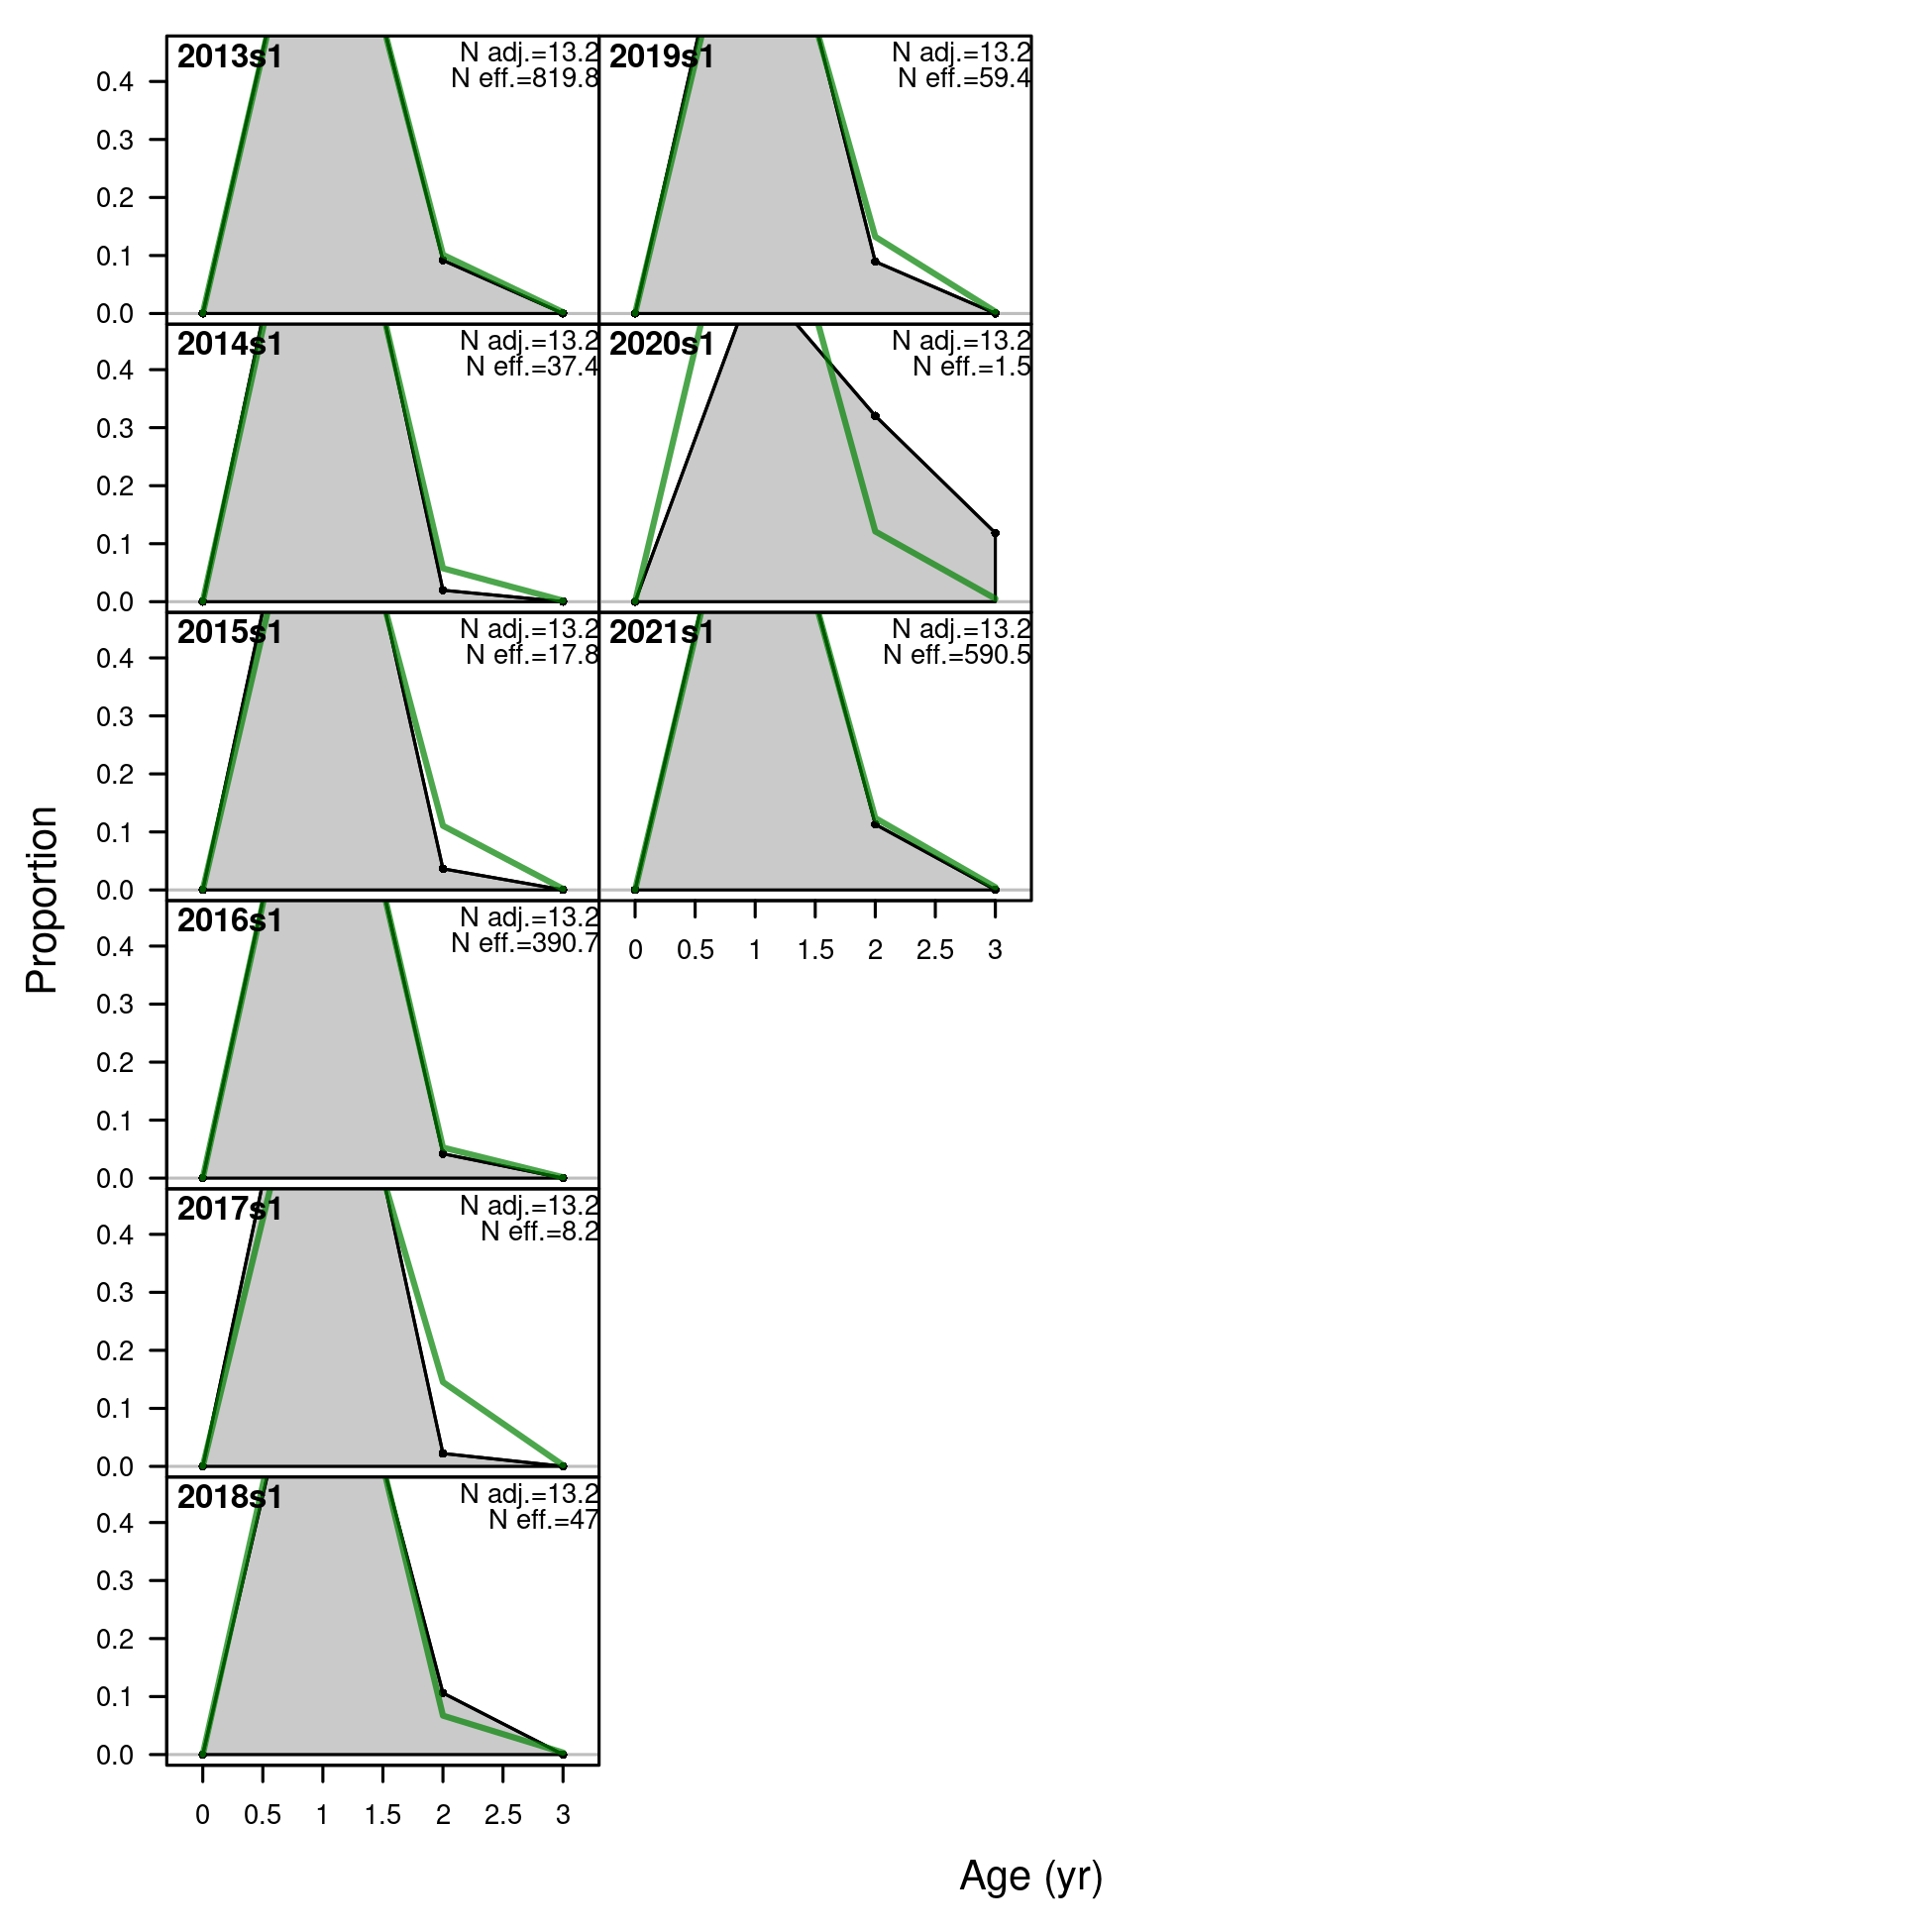 2013s1
N adj.=13.2
N eff.=819.8
0.4
0.3
0.2
0.1
0.0
2014s1
N adj.=13.2
N eff.=37.4
0.4
0.3
0.2
0.1
0.0
2015s1
N adj.=13.2
N eff.=17.8
0.4
0.3
0.2
0.1
0.0
2016s1
N adj.=13.2
N eff.=390.7
0.4
0.3
0.2
0.1
0.0
2017s1
N adj.=13.2
N eff.=8.2
0.4
0.3
0.2
0.1
0.0
2018s1
N adj.=13.2
N eff.=47
0.4
0.3
0.2
0.1
0.0
0 0.5 1 1.5 2 2.5 3
2019s1
N adj.=13.2
N eff.=59.4
2020s1
N adj.=13.2
N eff.=1.5
2021s1
N adj.=13.2
N eff.=590.5
0 0.5 1 1.5 2 2.5 3
Proportion
Age (yr)